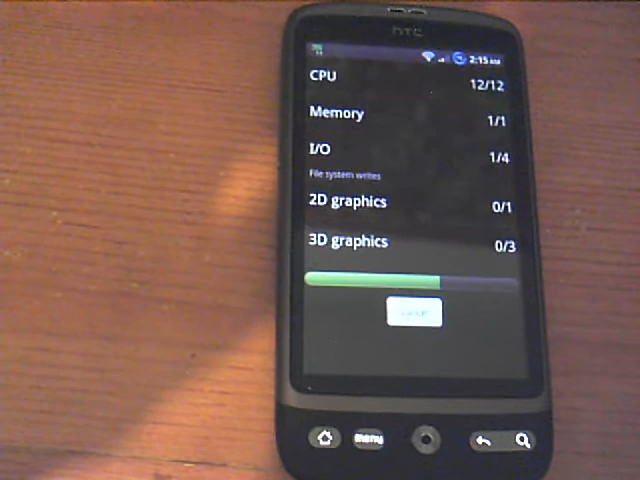 hTC
2:15 AM
CPU 12/12
Memory 1/1
I/O 1/4
File system writes
2D graphics 0/1
3D graphics 0/3
menu